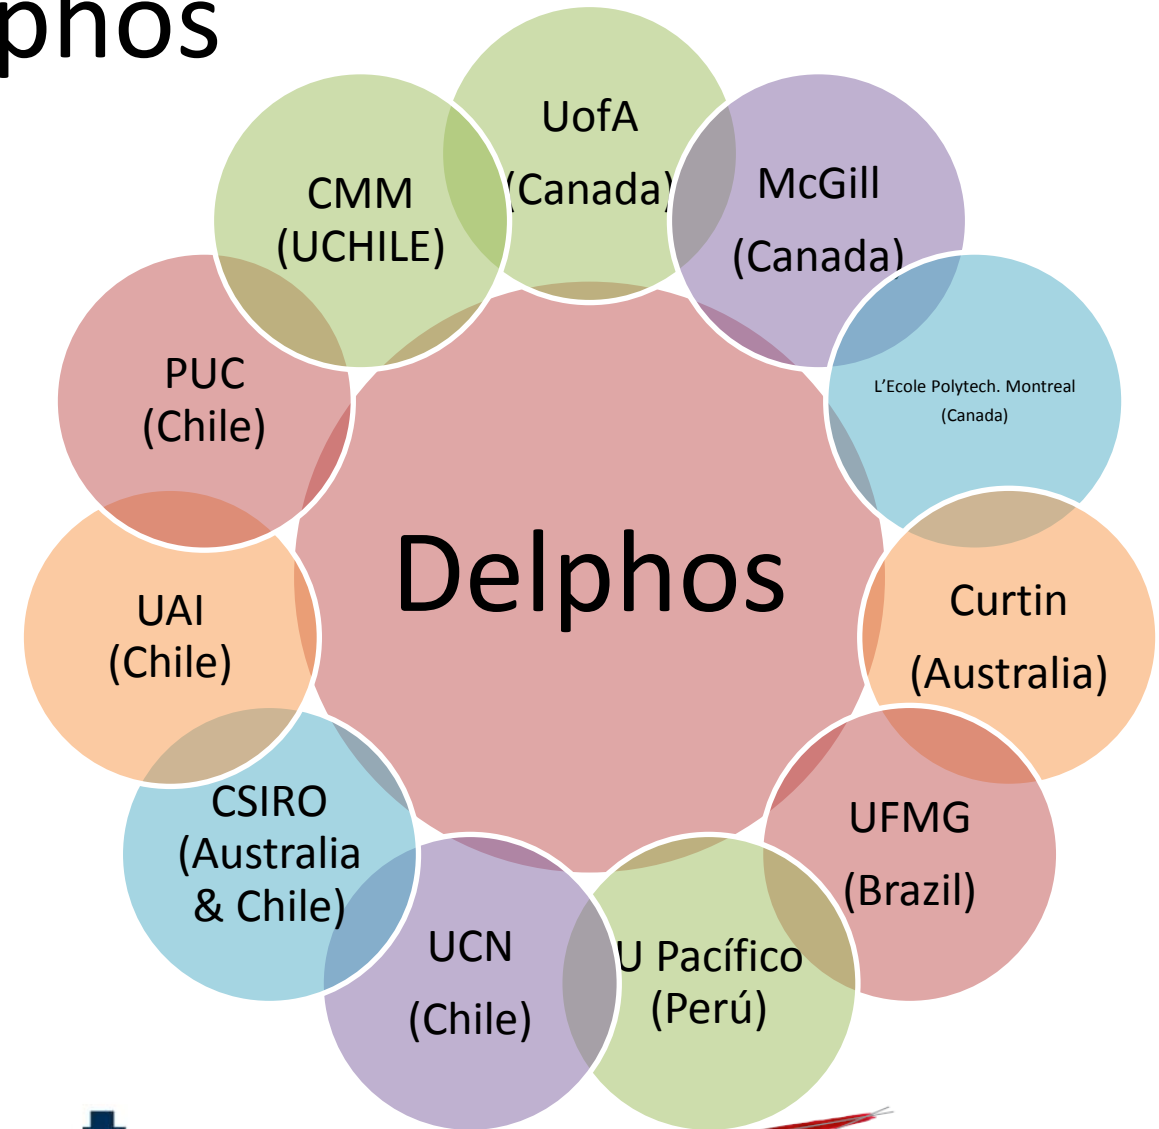 phos
UofA
(Canada)
McGill
(Canada)
L'Ecole Polytech. Montreal
(Canada)
Curtin
(Australia)
UFMG
(Brazil)
U Pacífico
(Perú)
UCN
(Chile)
CSIRO
(Australia
& Chile)
UAI
(Chile)
PUC
(Chile)
CMM
(UCHILE)
Delphos